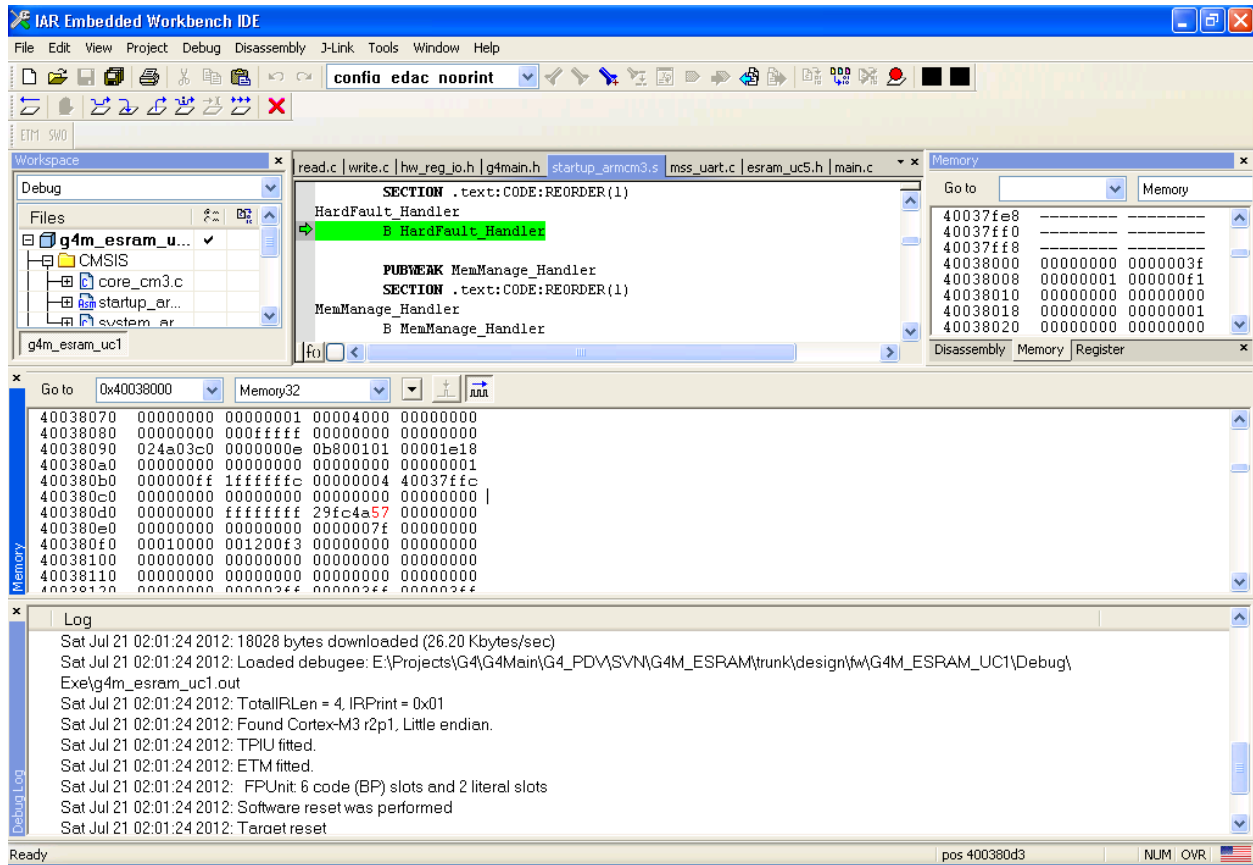 IAR Embedded Workbench IDE
File Edit View Project Debug Disassembly J-Link Tools Window Help
config_edac_noprint
ETM SWO
Workspace
Debug
Files
g4m_esram_u...
CMSIS
core_cm3.c
startup_ar...
g4m_esram_uc1
read.c write.c hw_reg_io.h g4main.h startup_armcm3.s mss_uart.c esram_uc5.h main.c
SECTION .text:CODE:REORDER(1)
HardFault_Handler
B HardFault_Handler
PUBWEAK MemManage_Handler
SECTION .text:CODE:REORDER(1)
MemManage_Handler
B MemManage_Handler
Memory
Go to Memory
40037fe8 -------- --------
40037ff0 -------- --------
40037ff8 -------- --------
40038000 00000000 0000003f
40038008 00000001 000000f1
40038010 00000000 00000000
40038018 00000000 00000001
40038020 00000000 00000000
Disassembly Memory Register
Go to 0x40038000 Memory32
40038070 00000000 00000001 00004000 00000000
40038080 00000000 000fffff 00000000 00000000
40038090 024a03c0 0000000e 0b800101 00001e18
400380a0 00000000 00000000 00000000 00000001
400380b0 000000ff 1ffffffc 00000004 40037ffc
400380c0 00000000 00000000 00000000 00000000
400380d0 00000000 ffffffff 29fc4a57 00000000
400380e0 00000000 00000000 0000007f 00000000
400380f0 00010000 001200f3 00000000 00000000
40038100 00000000 00000000 00000000 00000000
40038110 00000000 00000000 00000000 00000000
40038120 00000000 000003ff 000003ff 000003ff
Memory
Log
Sat Jul 21 02:01:24 2012: 18028 bytes downloaded (26.20 Kbytes/sec)
Sat Jul 21 02:01:24 2012: Loaded debugee: E:\Projects\G4\G4Main\G4_PDV\SVN\G4M_ESRAM\trunk\design\fw\G4M_ESRAM_UC1\Debug\
Exe\g4m_esram_uc1.out
Sat Jul 21 02:01:24 2012: TotalIRLen = 4, IRPrint = 0x01
Sat Jul 21 02:01:24 2012: Found Cortex-M3 r2p1, Little endian.
Sat Jul 21 02:01:24 2012: TPIU fitted.
Sat Jul 21 02:01:24 2012: ETM fitted.
Sat Jul 21 02:01:24 2012: FPUnit: 6 code (BP) slots and 2 literal slots
Sat Jul 21 02:01:24 2012: Software reset was performed
Sat Jul 21 02:01:24 2012: Target reset
Debug Log
Ready pos 400380d3 NUM OVR